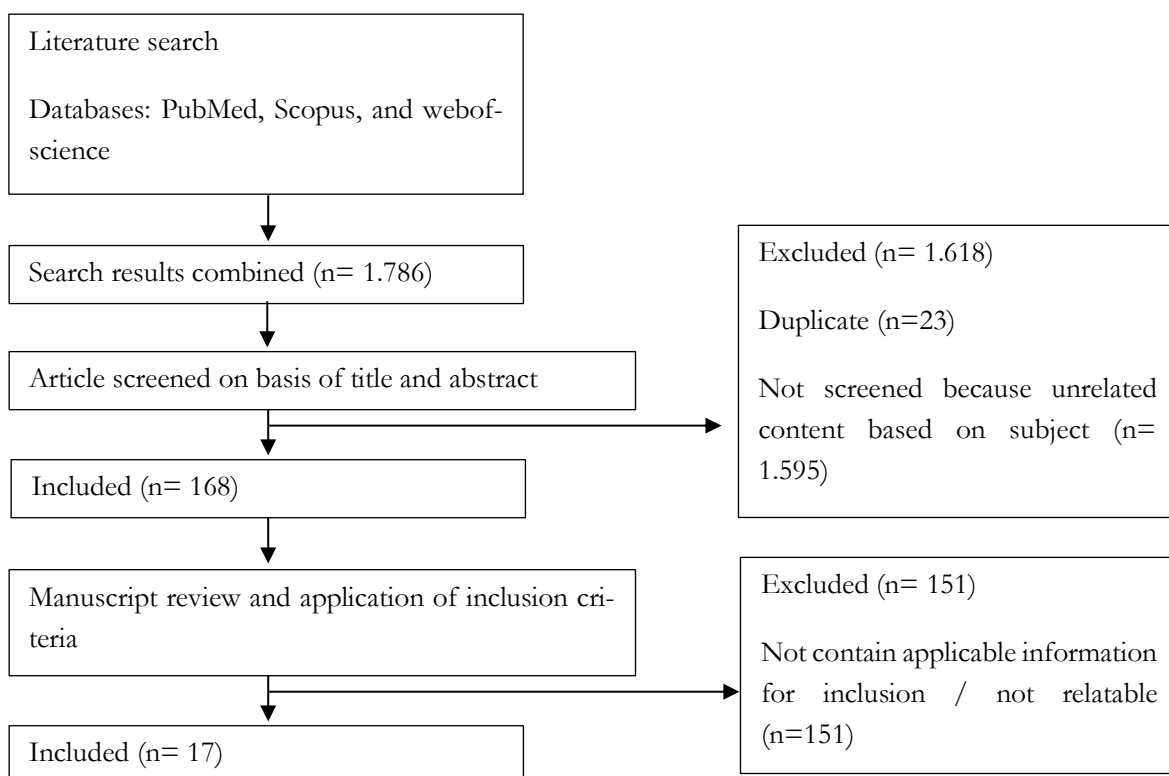 Literature search
Databases: PubMed, Scopus, and webof-
science
Search results combined (n= 1.786)
Article screened on basis of title and abstract
Excluded (n= 1.618)
Duplicate (n=23)
Not screened because unrelated
content based on subject (n=
1.595)
Included (n= 168)
Manuscript review and application of inclusion cri-
teria
Excluded (n= 151)
Not contain applicable information
for inclusion / not relatable
(n=151)
Included (n= 17)